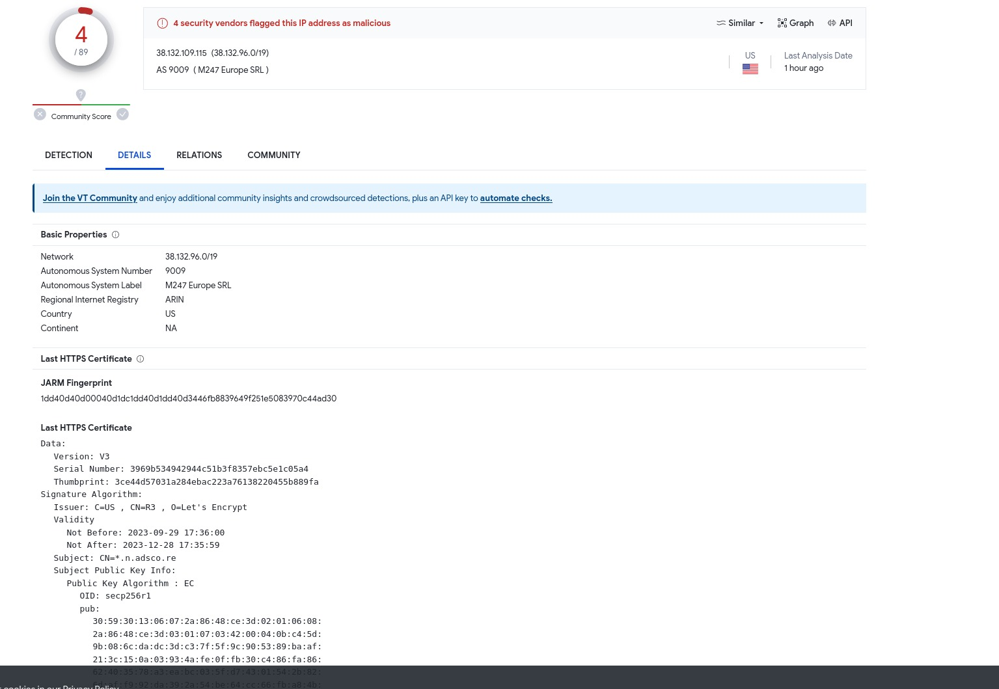 4
/ 89
Community Score
4 security vendors flagged this IP address as malicious
Similar
Graph
API
38.132.109.115 (38.132.96.0/19)
AS 9009 ( M247 Europe SRL )
US
Last Analysis Date
1 hour ago
DETECTION
DETAILS
RELATIONS
COMMUNITY
Join the VT Community and enjoy additional community insights and crowdsourced detections, plus an API key to automate checks.
Basic Properties
Network 38.132.96.0/19
Autonomous System Number 9009
Autonomous System Label M247 Europe SRL
Regional Internet Registry ARIN
Country US
Continent NA
Last HTTPS Certificate
JARM Fingerprint
1dd40d40d00040d1dc1dd40d1dd40d3446fb8839649f251e5083970c44ad30
Last HTTPS Certificate
Data:
Version: V3
Serial Number: 3969b534942944c51b3f8357ebc5e1c05a4
Thumbprint: 3ce44d57031a284ebac223a76138220455b889fa
Signature Algorithm:
Issuer: C=US , CN=R3 , O=Let's Encrypt
Validity
Not Before: 2023-09-29 17:36:00
Not After: 2023-12-28 17:35:59
Subject: CN=*.n.adsco.re
Subject Public Key Info:
Public Key Algorithm : EC
OID: secp256r1
pub:
30:59:30:13:06:07:2a:86:48:ce:3d:02:01:06:08:
2a:86:48:ce:3d:03:01:07:03:42:00:04:0b:c4:5d:
9b:08:6c:da:dc:3d:c3:7f:5f:9c:90:53:89:ba:af:
21:3c:15:0a:03:93:4a:fe:0f:fb:30:c4:86:fa:86:
62:40:35:78:a3:ea:bc:03:5f:d7:43:01:54:2b:82:
cookies in our Privacy Policy